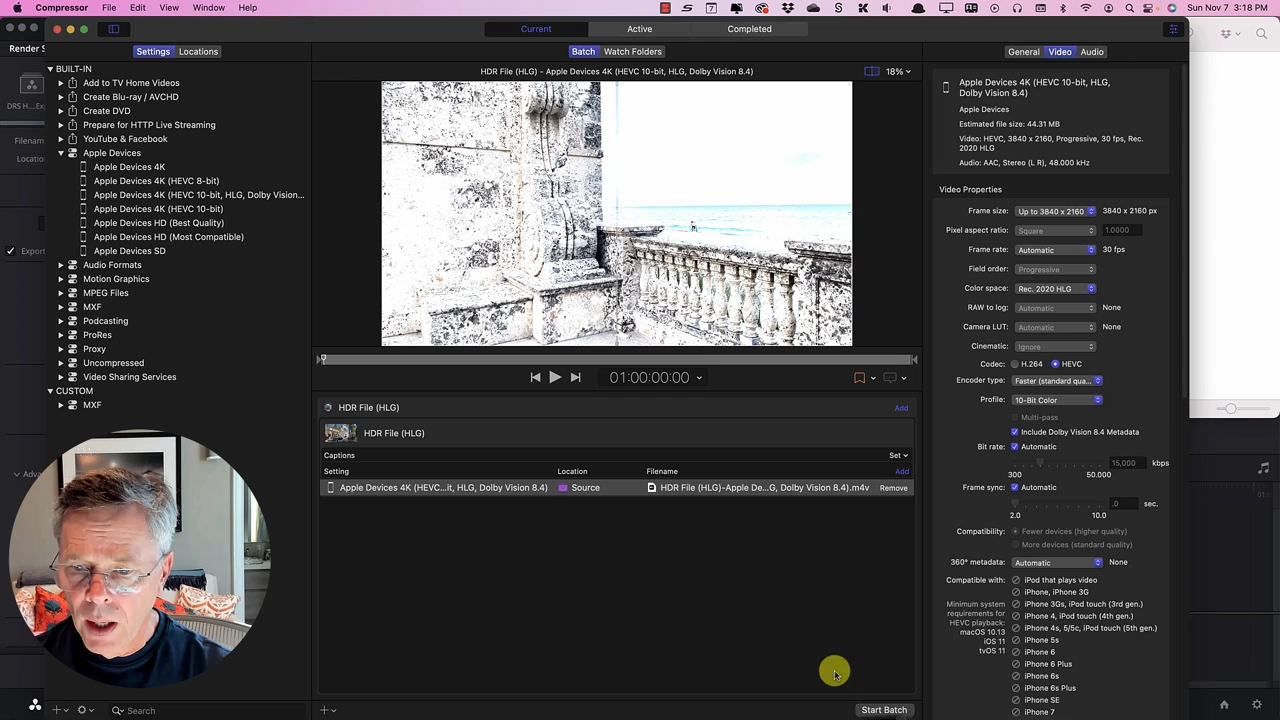 Compressor File Edit View Window Help
Sun Nov 7 3:18 PM
Render S
Current Active Completed
Settings Locations
Batch Watch Folders
General Video Audio
BUILT-IN
Add to TV Home Videos
Create Blu-ray / AVCHD
Create DVD
Prepare for HTTP Live Streaming
YouTube & Facebook
Apple Devices
Apple Devices 4K
Apple Devices 4K (HEVC 8-bit)
Apple Devices 4K (HEVC 10-bit, HLG, Dolby Vision...
Apple Devices 4K (HEVC 10-bit)
Apple Devices HD (Best Quality)
Apple Devices HD (Most Compatible)
Apple Devices SD
Audio Formats
Motion Graphics
MPEG Files
MXF
Podcasting
ProRes
Proxy
Uncompressed
Video Sharing Services
CUSTOM
MXF
DRS H...Exp
Filenam
Locatio
Export
Adva
Search
HDR File (HLG) - Apple Devices 4K (HEVC 10-bit, HLG, Dolby Vision 8.4)
18%
01:00:00:00
HDR File (HLG) Add
HDR File (HLG)
Captions Set
Setting Location Filename Add
Apple Devices 4K (HEVC...it, HLG, Dolby Vision 8.4) Source HDR File (HLG)-Apple De...G, Dolby Vision 8.4).m4v Remove
Start Batch
Apple Devices 4K (HEVC 10-bit, HLG,
Dolby Vision 8.4)
Apple Devices
Estimated file size: 44.31 MB
Video: HEVC, 3840 x 2160, Progressive, 30 fps, Rec.
2020 HLG
Audio: AAC, Stereo (L R), 48.000 kHz
Video Properties
Frame size: Up to 3840 x 2160 3840 x 2160 px
Pixel aspect ratio: Square 1.0000
Frame rate: Automatic 30 fps
Field order: Progressive
Color space: Rec. 2020 HLG
RAW to log: Automatic None
Camera LUT: Automatic None
Cinematic: Ignore
Codec: H.264 HEVC
Encoder type: Faster (standard qua...
Profile: 10-Bit Color
Multi-pass
Include Dolby Vision 8.4 Metadata
Bit rate: Automatic
15,000 kbps
300 50.000
Frame sync: Automatic
.0 sec.
2.0 10.0
Compatibility: Fewer devices (higher quality)
More devices (standard quality)
360° metadata: Automatic None
Compatible with: iPod that plays video
iPhone, iPhone 3G
Minimum system
requirements for
HEVC playback:
macOS 10.13
iOS 11
tvOS 11
iPhone 3Gs, iPod touch (3rd gen.)
iPhone 4, iPod touch (4th gen.)
iPhone 4s, 5/5c, iPod touch (5th gen.)
iPhone 5s
iPhone 6
iPhone 6 Plus
iPhone 6s
iPhone 6s Plus
iPhone SE
iPhone 7